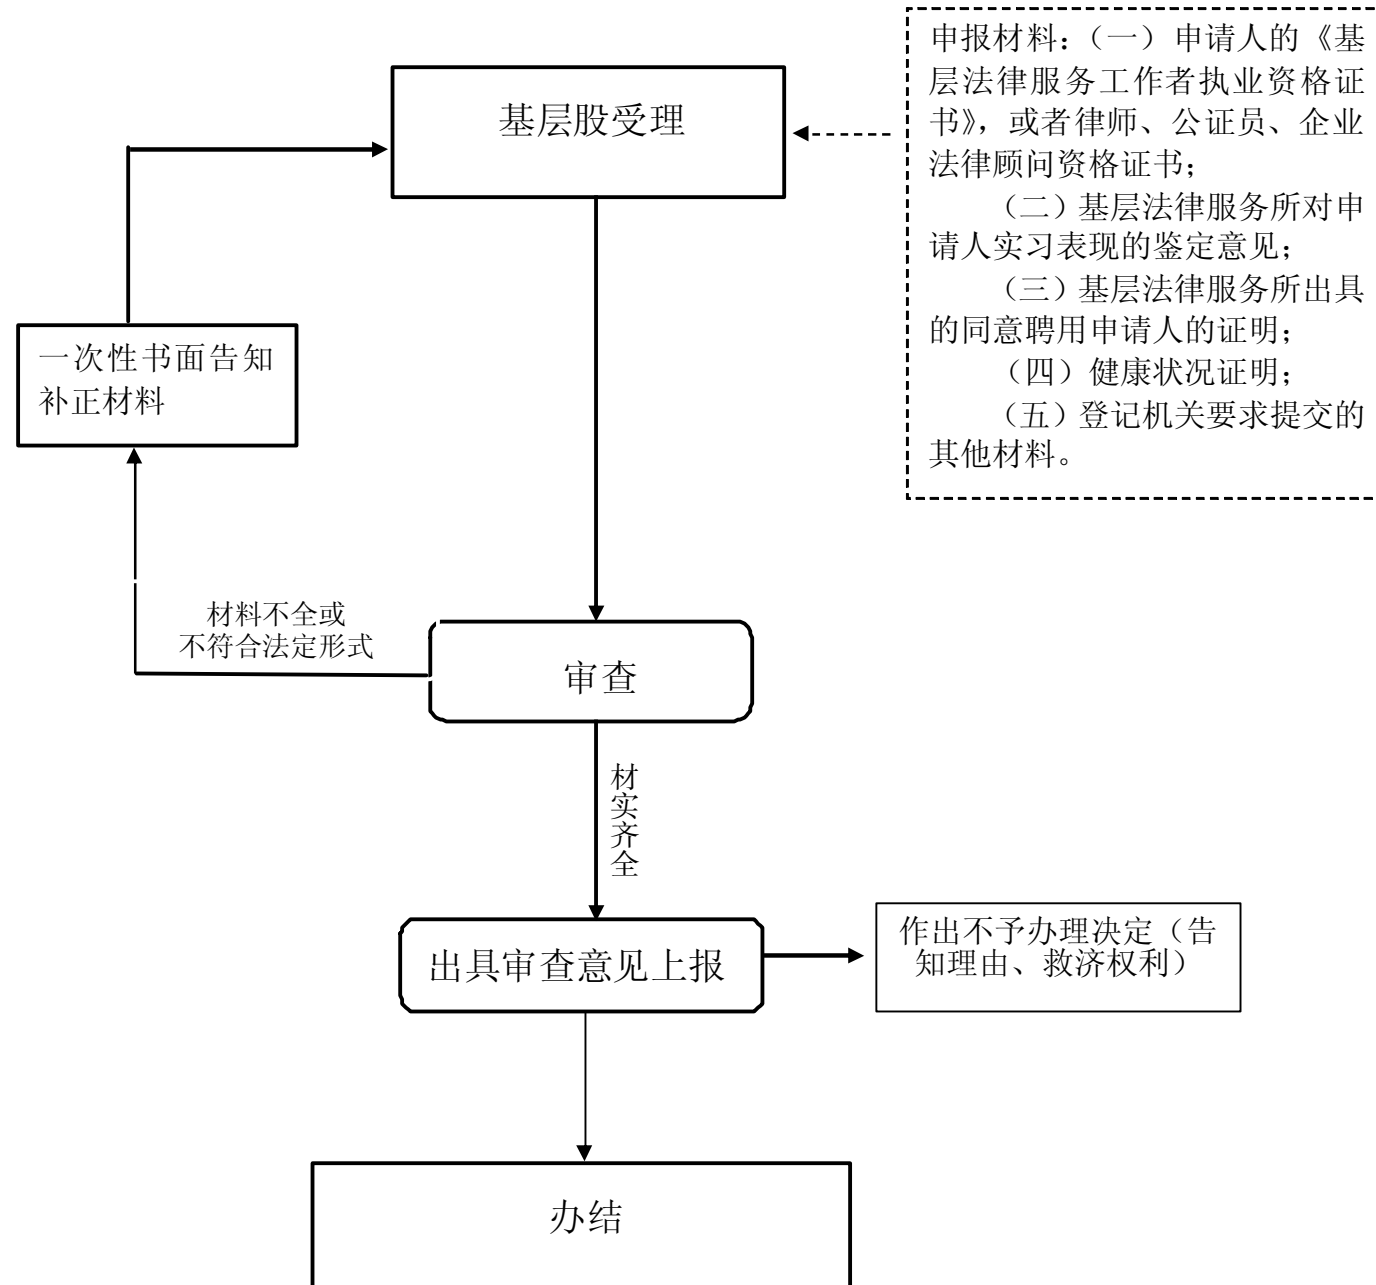 申报材料：（一）申请人的《基
层法律服务工作者执业资格证
书》，或者律师、公证员、企业
法律顾问资格证书；
（二）基层法律服务所对申
请人实习表现的鉴定意见；
（三）基层法律服务所出具
的同意聘用申请人的证明；
（四）健康状况证明；
（五）登记机关要求提交的
其他材料。
基层股受理
一次性书面告知
补正材料
材料不全或
不符合法定形式
审查
材实齐全
出具审查意见上报
作出不予办理决定（告
知理由、救济权利）
办结